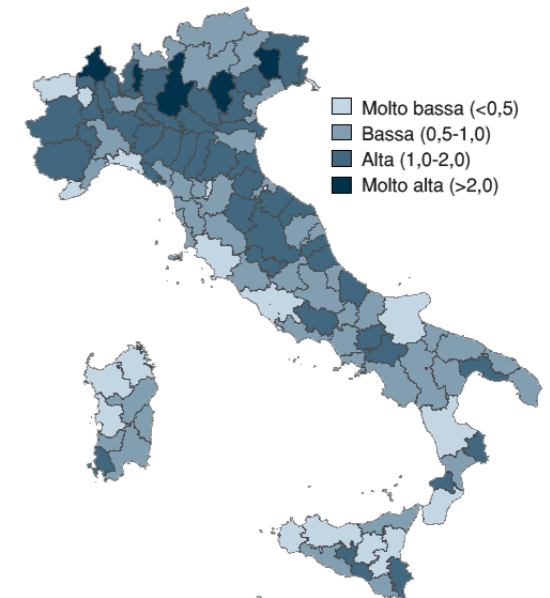 Molto bassa (<0,5)
Bassa (0,5-1,0)
Alta (1,0-2,0)
Molto alta (>2,0)